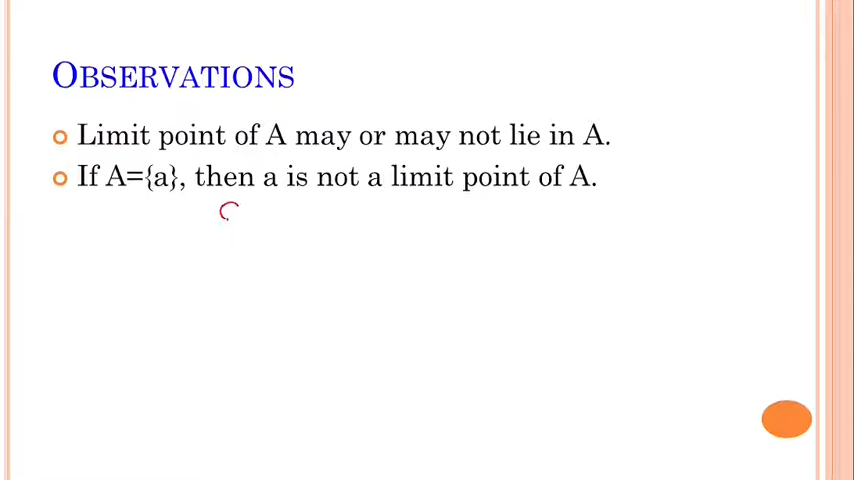 OBSERVATIONS
Limit point of A may or may not lie in A.
If A={a}, then a is not a limit point of A.